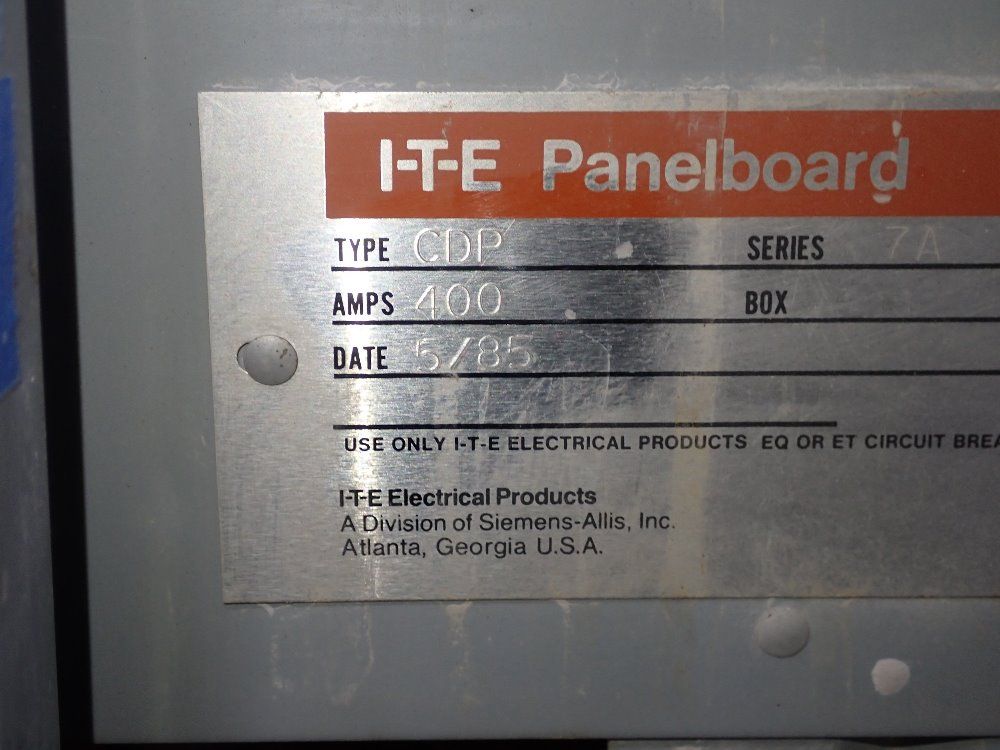 I-T-E Panelboard
TYPE CDP SERIES 7A
AMPS 400 BOX
DATE 5/85
USE ONLY I-T-E ELECTRICAL PRODUCTS EQ OR ET CIRCUIT BREA
I-T-E Electrical Products
A Division of Siemens-Allis, Inc.
Atlanta, Georgia U.S.A.